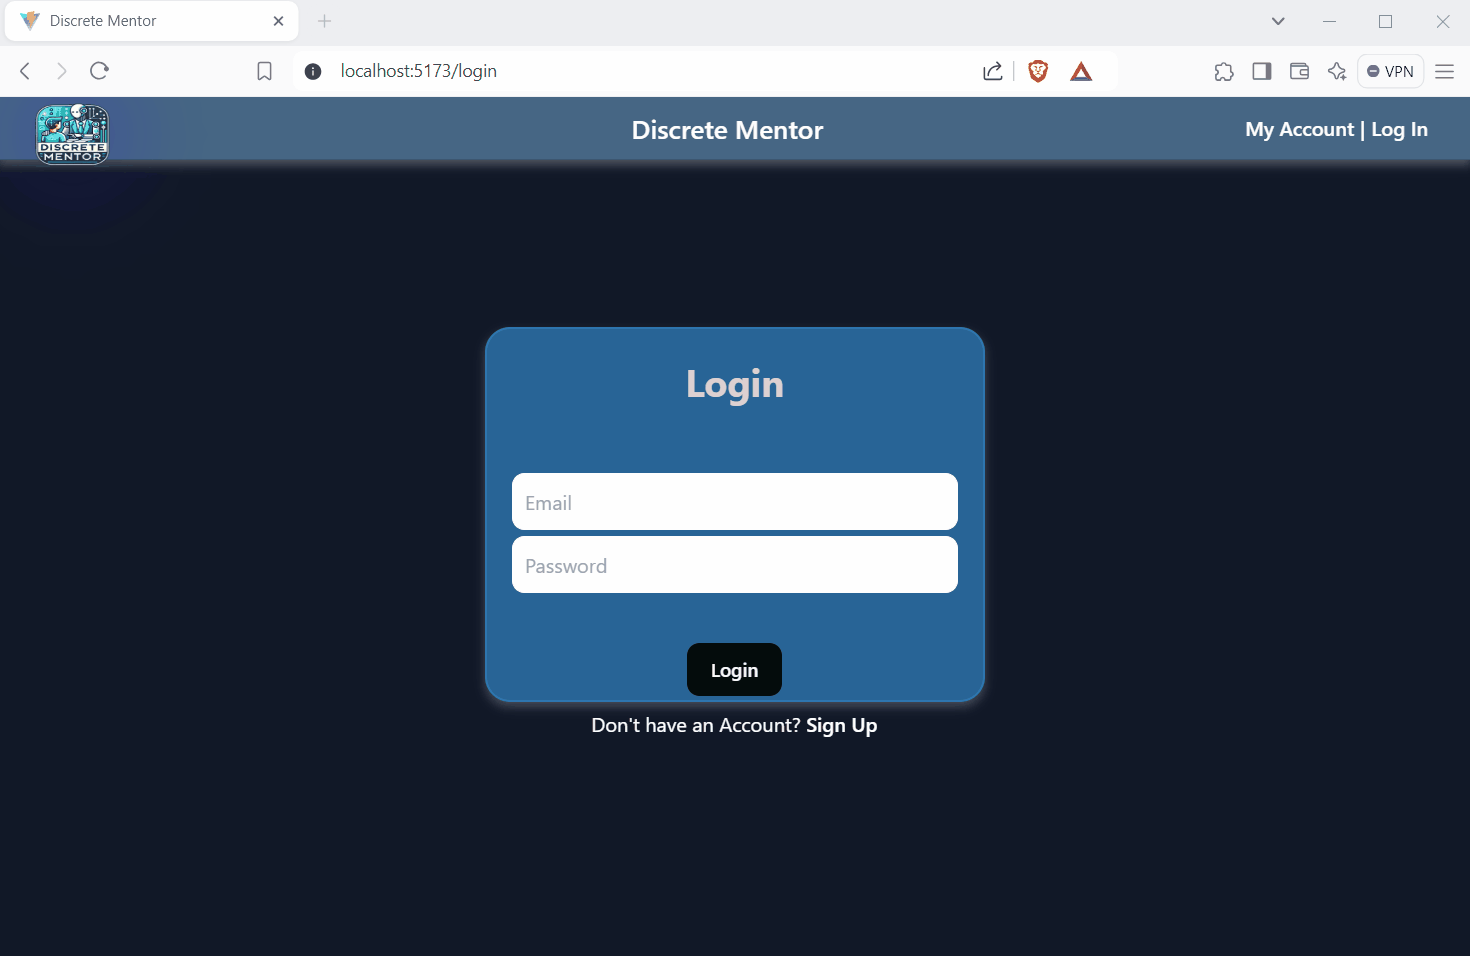 Discrete Mentor
localhost:5173/login
VPN
DISCRETE
MENTOR
Discrete Mentor
My Account | Log In
Login
Email
Password
Login
Don't have an Account? Sign Up